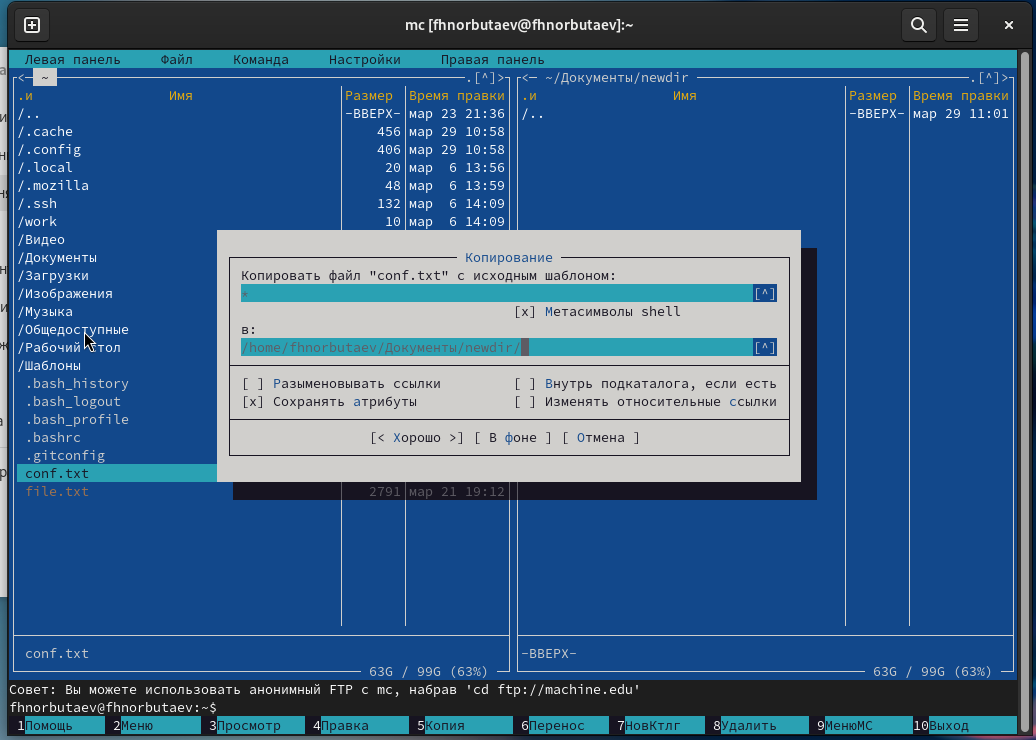 mc [fhnorbutaev@fhnorbutaev]:~
Левая панель Файл Команда Настройки Правая панель
<- ~ .[^]> <- ~/Документы/newdir .[^]>
.и Имя Размер Время правки .и Имя Размер Время правки
/.. -ВВЕРХ- мар 23 21:36 /.. -ВВЕРХ- мар 29 11:01
/.cache 456 мар 29 10:58
/.config 406 мар 29 10:58
/.local 20 мар 6 13:56
/.mozilla 48 мар 6 13:59
/.ssh 132 мар 6 14:09
/work 10 мар 6 14:09
/Видео
/Документы
/Загрузки
/Изображения
/Музыка
/Общедоступные
/Рабочий стол
/Шаблоны
.bash_history
.bash_logout
.bash_profile
.bashrc
.gitconfig
conf.txt
file.txt 2791 мар 21 19:12
Копирование
Копировать файл "conf.txt" с исходным шаблоном:
* [^]
[x] Метасимволы shell
в:
/home/fhnorbutaev/Документы/newdir/ [^]
[ ] Разыменовывать ссылки [ ] Внутрь подкаталога, если есть
[x] Сохранять атрибуты [ ] Изменять относительные ссылки
[< Хорошо >] [ В фоне ] [ Отмена ]
conf.txt -ВВЕРХ-
63G / 99G (63%) 63G / 99G (63%)
Совет: Вы можете использовать анонимный FTP с mc, набрав 'cd ftp://machine.edu'
fhnorbutaev@fhnorbutaev:~$
1Помощь 2Меню 3Просмотр 4Правка 5Копия 6Перенос 7НовКтлг 8Удалить 9МенюМС 10Выход